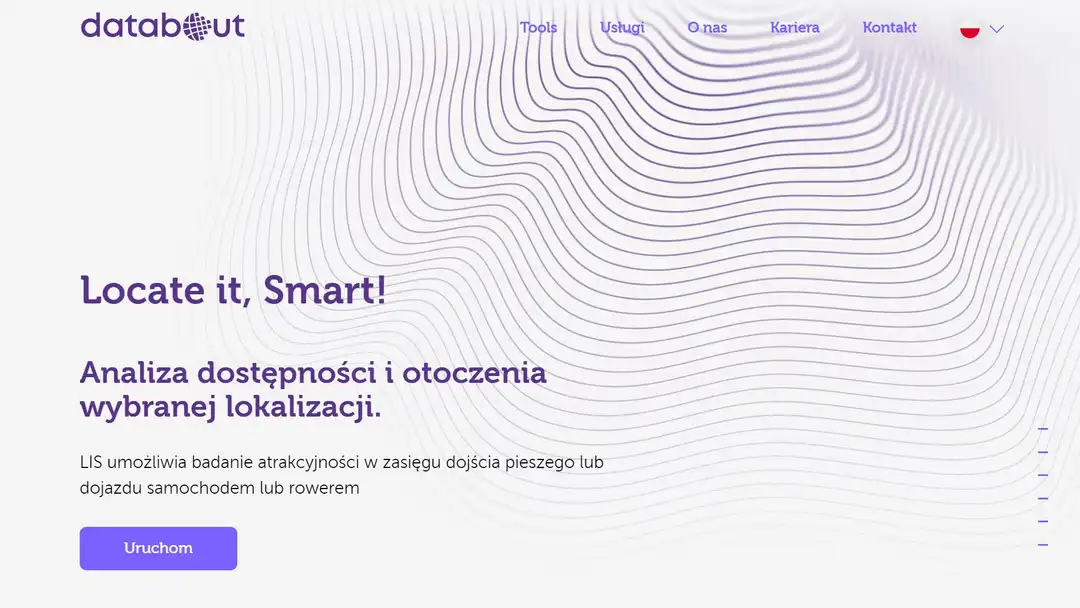 databout
Tools Usługi O nas Kariera Kontakt
Locate it, Smart!
Analiza dostępności i otoczenia
wybranej lokalizacji.
LIS umożliwia badanie atrakcyjności w zasięgu dojścia pieszego lub
dojazdu samochodem lub rowerem
Uruchom